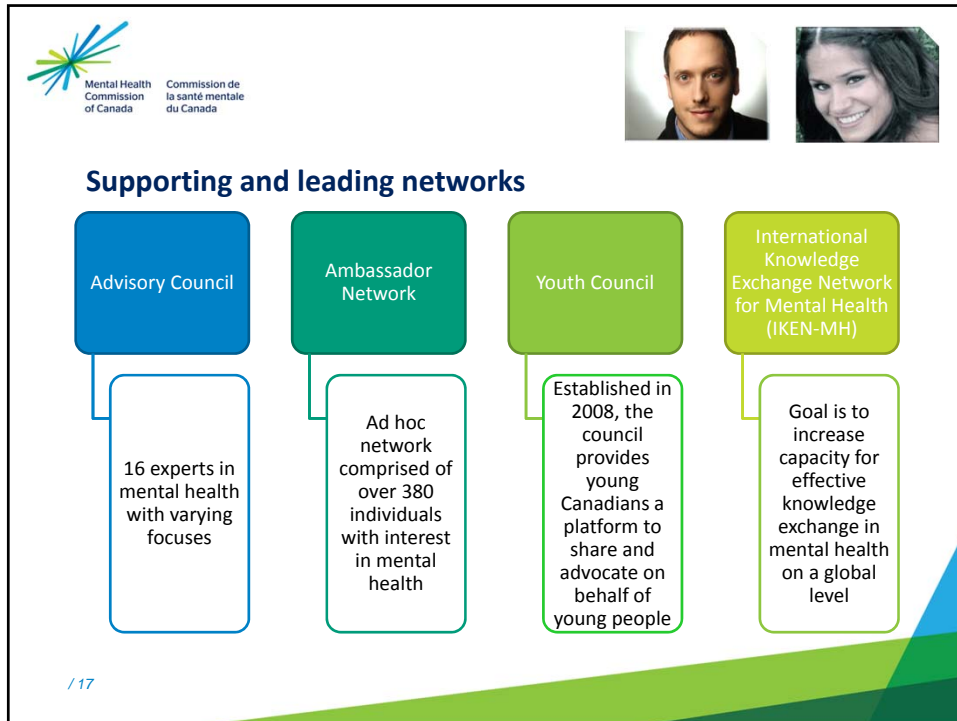 Mental Health Commission of Canada
Commission de la santé mentale du Canada
Supporting and leading networks
Advisory Council
16 experts in
mental health
with varying
focuses
Ambassador
Network
Ad hoc
network
comprised of
over 380
individuals
with interest
in mental
health
Youth Council
Established in
2008, the
council
provides
young
Canadians a
platform to
share and
advocate on
behalf of
young people
International
Knowledge
Exchange Network
for Mental Health
(IKEN-MH)
Goal is to
increase
capacity for
effective
knowledge
exchange in
mental health
on a global
level
/ 17